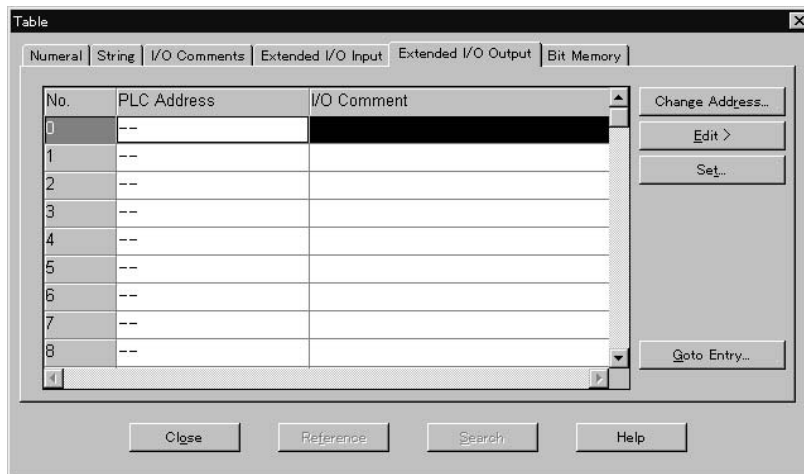 Table
Numeral String I/O Comments Extended I/O Input Extended I/O Output Bit Memory
No. PLC Address I/O Comment
0 --
1 --
2 --
3 --
4 --
5 --
6 --
7 --
8 --
Change Address...
Edit >
Set...
Goto Entry...
Close Reference Search Help